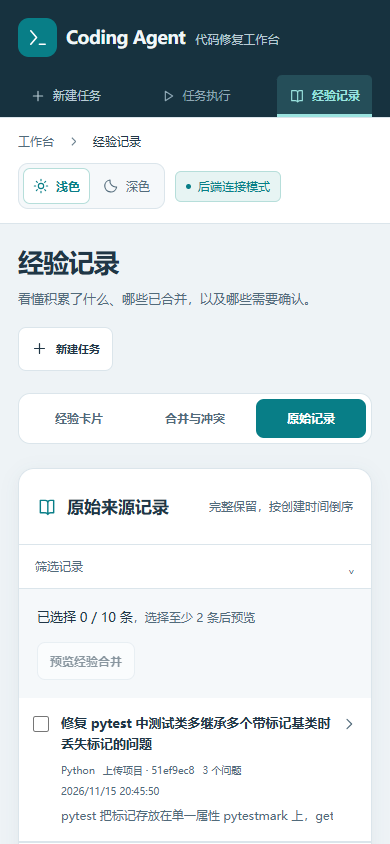 Coding Agent 代码修复工作台
新建任务 任务执行 经验记录
工作台 > 经验记录
浅色 深色 后端连接模式
经验记录
看懂积累了什么、哪些已合并，以及哪些需要确认。
新建任务
经验卡片 合并与冲突 原始记录
原始来源记录 完整保留，按创建时间倒序
筛选记录
已选择 0 / 10 条，选择至少 2 条后预览
预览经验合并
修复 pytest 中测试类多继承多个带标记基类时
丢失标记的问题
Python 上传项目 · 51ef9ec8 3 个问题
2026/11/15 20:45:50
pytest 把标记存放在单一属性 pytestmark 上，get